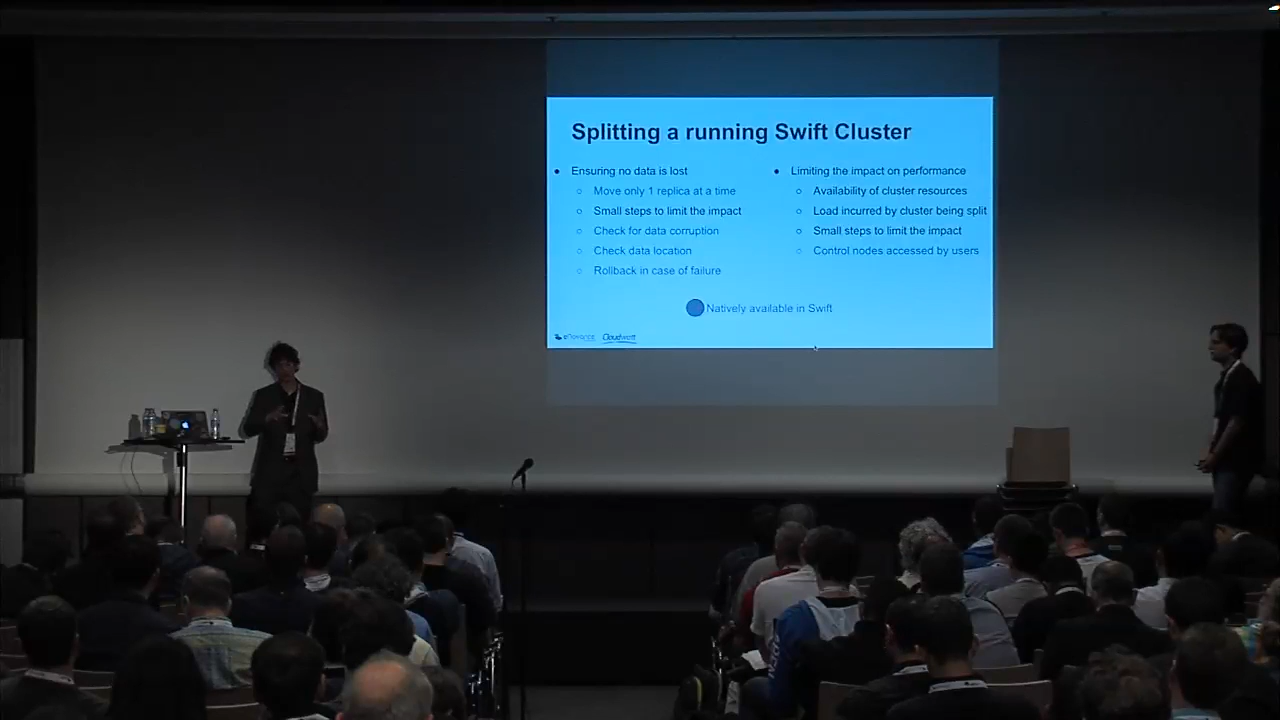 Splitting a running Swift Cluster
• Ensuring no data is lost
○ Move only 1 replica at a time
○ Small steps to limit the impact
○ Check for data corruption
○ Check data location
○ Rollback in case of failure
• Limiting the impact on performance
○ Availability of cluster resources
○ Load incurred by cluster being split
○ Small steps to limit the impact
○ Control nodes accessed by users
Natively available in Swift
eNovance Cloudwatt